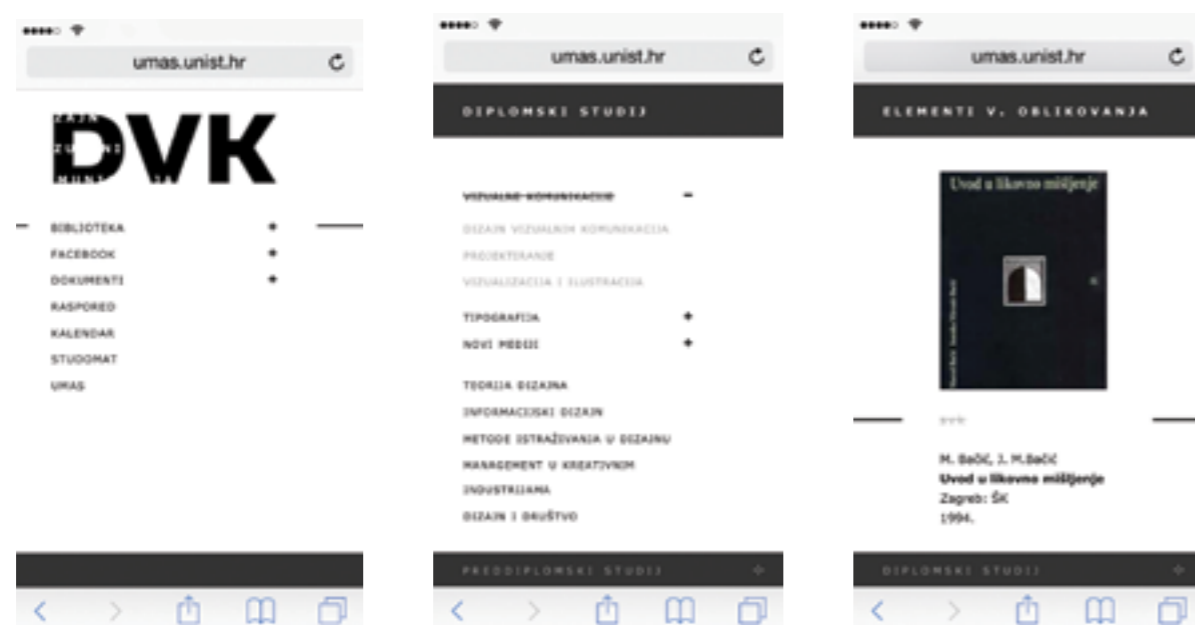 umas.unist.hr
DVK
BIBLIOTEKA +
FACEBOOK +
DOKUMENTI +
RASPORED
KALENDAR
STUDOMAT
UMAS
umas.unist.hr
DIPLOMSKI STUDIJ
VIZUALNE KOMUNIKACIJE -
DIZAJN VIZUALNIH KOMUNIKACIJA
PROJEKTIRANJE
VIZUALIZACIJA I ILUSTRACIJA
TIPOGRAFIJA +
NOVI MEDIJI +
TEORIJA DIZAJNA
INFORMACIJSKI DIZAJN
METODE ISTRAŽIVANJA U DIZAJNU
MANAGEMENT U KREATIVNIM
INDUSTRIJAMA
DIZAJN I DRUŠTVO
PREDDIPLOMSKI STUDIJ +
umas.unist.hr
ELEMENTI V. OBLIKOVANJA
Uvod u likovno mišljenje
DVK
M. Bačić, J. M.Bačić
Uvod u likovno mišljenje
Zagreb: ŠK
1994.
DIPLOMSKI STUDIJ +